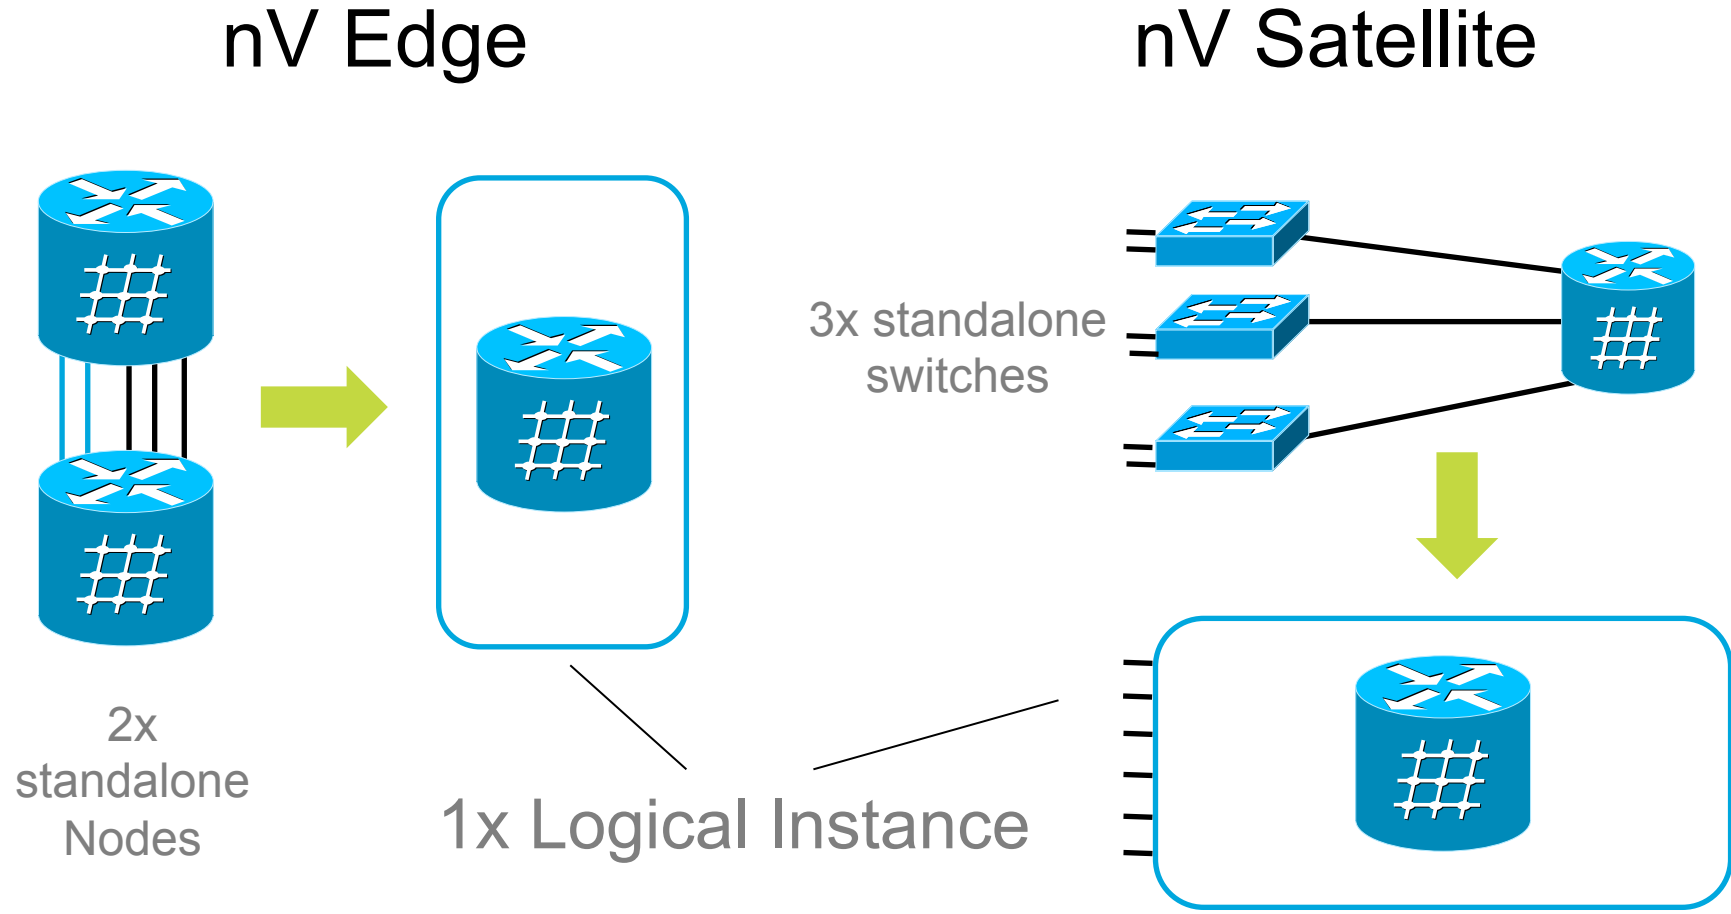 nV Edge
nV Satellite
3x standalone
switches
2x
standalone
Nodes
1x Logical Instance